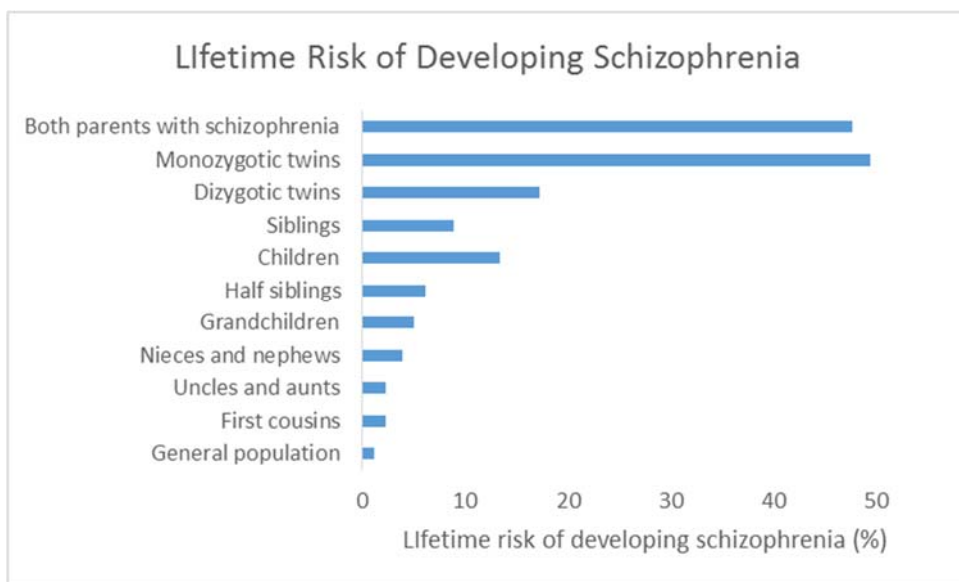 LIfetime Risk of Developing Schizophrenia
Both parents with schizophrenia
Monozygotic twins
Dizygotic twins
Siblings
Children
Half siblings
Grandchildren
Nieces and nephews
Uncles and aunts
First cousins
General population
0 10 20 30 40 50
LIfetime risk of developing schizophrenia (%)